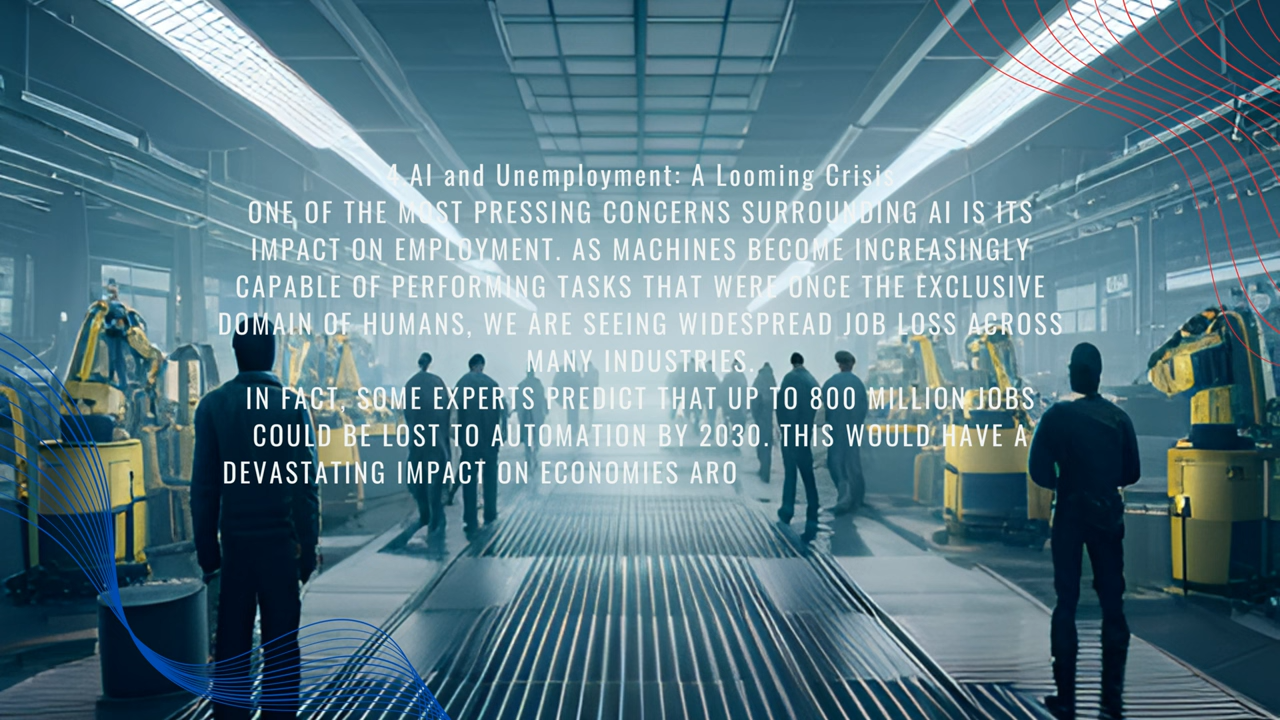 4.AI and Unemployment: A Looming Crisis
ONE OF THE MOST PRESSING CONCERNS SURROUNDING AI IS ITS
IMPACT ON EMPLOYMENT. AS MACHINES BECOME INCREASINGLY
CAPABLE OF PERFORMING TASKS THAT WERE ONCE THE EXCLUSIVE
DOMAIN OF HUMANS, WE ARE SEEING WIDESPREAD JOB LOSS ACROSS
MANY INDUSTRIES.
IN FACT, SOME EXPERTS PREDICT THAT UP TO 800 MILLION JOBS
COULD BE LOST TO AUTOMATION BY 2030. THIS WOULD HAVE A
DEVASTATING IMPACT ON ECONOMIES ARO